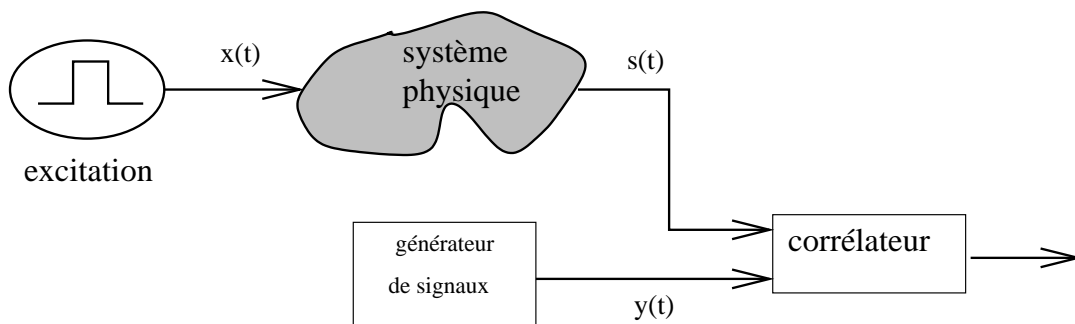 x(t)
système
physique
s(t)
excitation
générateur
de signaux
y(t)
corrélateur